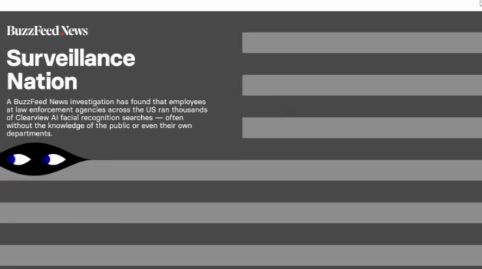 BuzzFeed News
Surveillance
Nation
A BuzzFeed News investigation has found that employees
at law enforcement agencies across the US ran thousands
of Clearview AI facial recognition searches — often
without the knowledge of the public or even their own
departments.